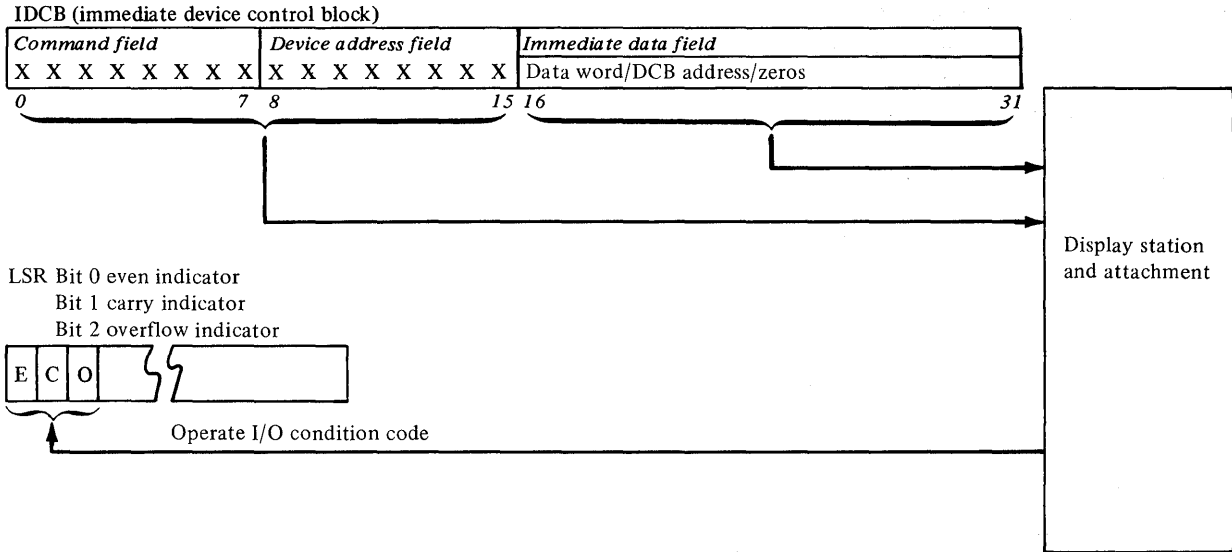 IDCB (immediate device control block)
Command field Device address field Immediate data field
X X X X X X X X X X X X X X X X Data word/DCB address/zeros
0 7 8 15 16 31
Display station
and attachment
LSR Bit 0 even indicator
Bit 1 carry indicator
Bit 2 overflow indicator
E C O
Operate I/O condition code